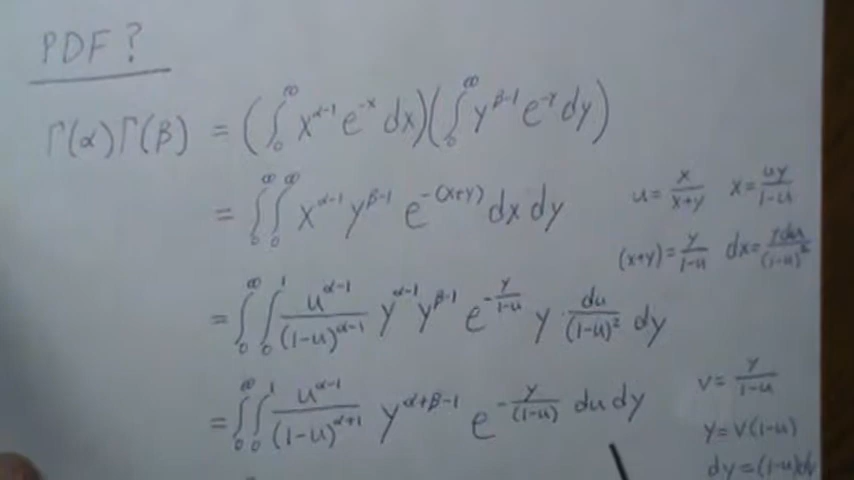 PDF?
Γ(α)Γ(β) = (∫₀^∞ x^{α-1} e^{-x} dx)(∫₀^∞ y^{β-1} e^{-y} dy)
= ∫₀^∞ ∫₀^∞ x^{α-1} y^{β-1} e^{-(x+y)} dx dy
u = x/(x+y) x = uy/(1-u)
(x+y) = y/(1-u) dx = y du/(1-u)²
= ∫₀^∞ ∫₀^1 u^{α-1}/(1-u)^{α-1} y^{α-1} y^{β-1} e^{-y/(1-u)} y du/(1-u)² dy
= ∫₀^∞ ∫₀^1 u^{α-1}/(1-u)^{α+1} y^{α+β-1} e^{-y/(1-u)} du dy
v = y/(1-u)
y = v(1-u)
dy = (1-u)dv